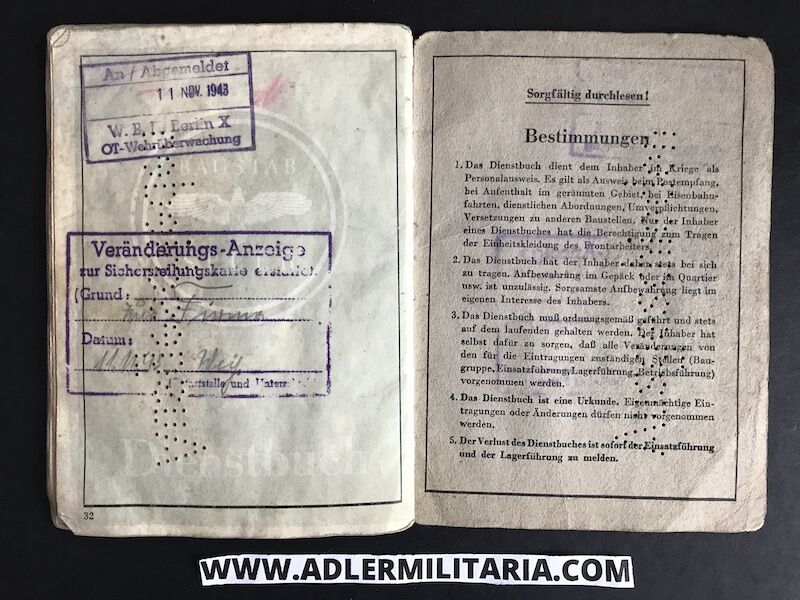 An / Abgemeldet
11 NOV. 1943
W. B. I. Berlin X
OT-Wehrüberwachung
Veränderungs-Anzeige
zur Sicherstellungskarte erstattet.
(Grund:
Firma
Datum:
und
Dienstbuch
32
Sorgfältig durchlesen!
Bestimmungen
1. Das Dienstbuch dient dem Inhaber im Kriege als
Personalausweis. Es gilt als Ausweis beim Postempfang,
bei Aufenthalt im geräumten Gebiet, bei Eisenbahn-
fahrten, dienstlichen Abordnungen, Umverpflichtungen,
Versetzungen zu anderen Baustellen. Nur der Inhaber
eines Dienstbuches hat die Berechtigung zum Tragen
der Einheitskleidung des Frontarbeiters.
2. Das Dienstbuch hat der Inhaber stets bei sich
zu tragen. Aufbewahrung im Gepäck oder im Quartier
usw. ist unzulässig. Sorgsamste Aufbewahrung liegt im
eigenen Interesse des Inhabers.
3. Das Dienstbuch muß ordnungsgemäß geführt und stets
auf dem laufenden gehalten werden. Der Inhaber hat
selbst dafür zu sorgen, daß alle Veränderungen von
den für die Eintragungen zuständigen Stellen (Bau-
gruppe, Einsatzführung, Lagerführung, Betriebsführung)
vorgenommen werden.
4. Das Dienstbuch ist eine Urkunde. Eigenmächtige Ein-
tragungen oder Änderungen dürfen nicht vorgenommen
werden.
5. Der Verlust des Dienstbuches ist sofort der Einsatzführung
und der Lagerführung zu melden.
WWW.ADLERMILITARIA.COM